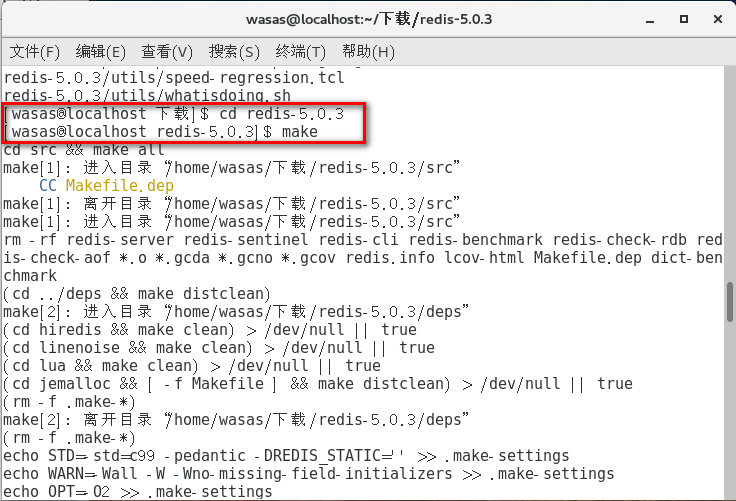 wasas@localhost:~/下载/redis-5.0.3
文件(F) 编辑(E) 查看(V) 搜索(S) 终端(T) 帮助(H)
redis-5.0.3/utils/speed-regression.tcl
redis-5.0.3/utils/whatisdoing.sh
[wasas@localhost 下载]$ cd redis-5.0.3
[wasas@localhost redis-5.0.3]$ make
cd src && make all
make[1]: 进入目录“/home/wasas/下载/redis-5.0.3/src”
    CC Makefile.dep
make[1]: 离开目录“/home/wasas/下载/redis-5.0.3/src”
make[1]: 进入目录“/home/wasas/下载/redis-5.0.3/src”
rm -rf redis-server redis-sentinel redis-cli redis-benchmark redis-check-rdb red
is-check-aof *.o *.gcda *.gcno *.gcov redis.info lcov-html Makefile.dep dict-ben
chmark
(cd ../deps && make distclean)
make[2]: 进入目录“/home/wasas/下载/redis-5.0.3/deps”
(cd hiredis && make clean) > /dev/null || true
(cd linenoise && make clean) > /dev/null || true
(cd lua && make clean) > /dev/null || true
(cd jemalloc && [ -f Makefile ] && make distclean) > /dev/null || true
(rm -f .make-*)
make[2]: 离开目录“/home/wasas/下载/redis-5.0.3/deps”
(rm -f .make-*)
echo STD=-std=c99 -pedantic -DREDIS_STATIC='' >> .make-settings
echo WARN=-Wall -W -Wno-missing-field-initializers >> .make-settings
echo OPT=-O2 >> .make-settings